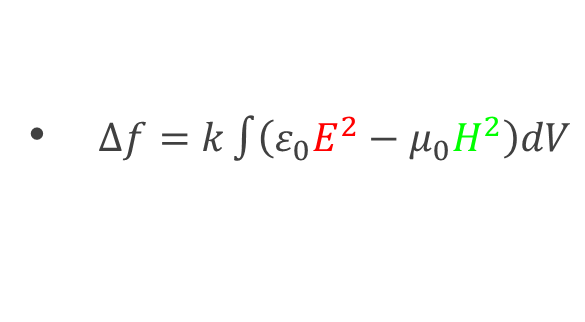 • Δf = k ∫(ε₀E² − μ₀H²)dV